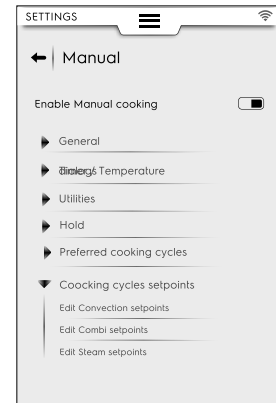 SETTINGS
Manual
Enable Manual cooking
General
Temperature
Utilities
Hold
Preferred cooking cycles
Coocking cycles setpoints
Edit Convection setpoints
Edit Combi setpoints
Edit Steam setpoints